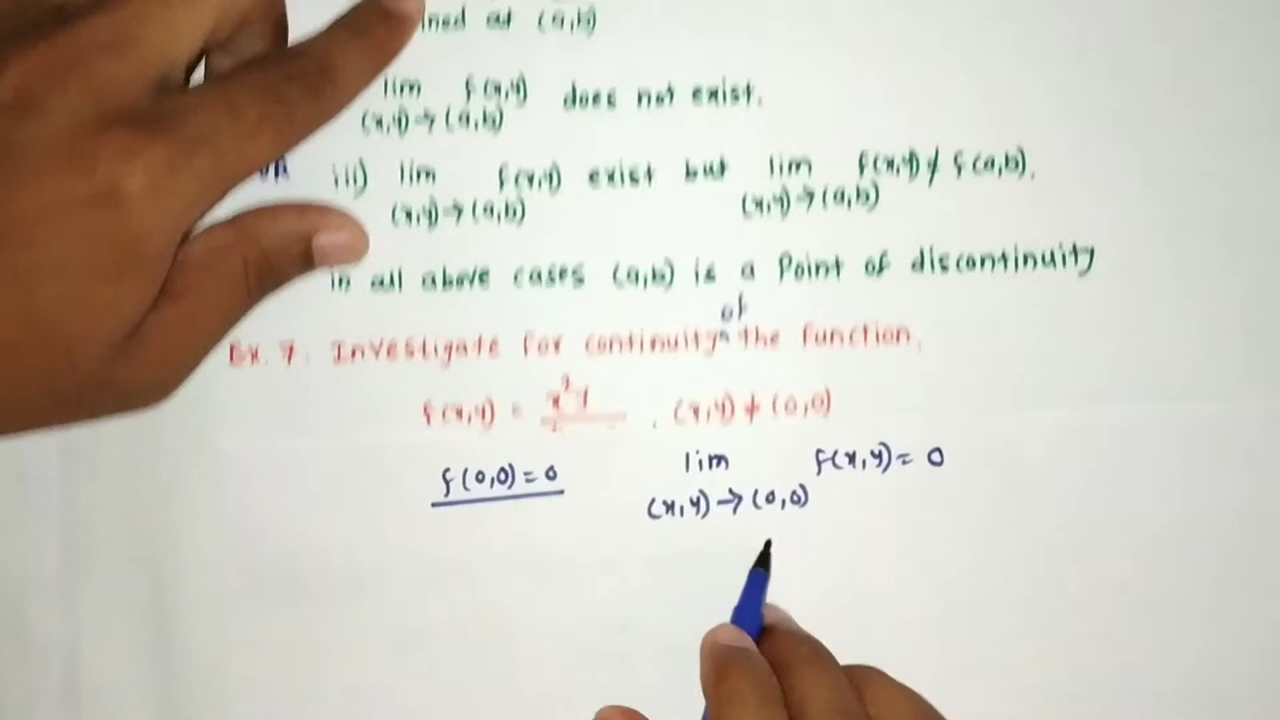 at (a,b)
lim f(x,y) does not exist.
(x,y)→(a,b)
iii) lim f(x,y) exist but lim f(x,y) ≠ f(a,b).
(x,y)→(a,b) (x,y)→(a,b)
in all above cases (a,b) is a Point of discontinuity
of
Ex. 7. Investigate for continuity the function.
f(x,y) = , (x,y) ≠ (0,0)
f(0,0) = 0 lim f(x,y) = 0
(x,y)→(0,0)